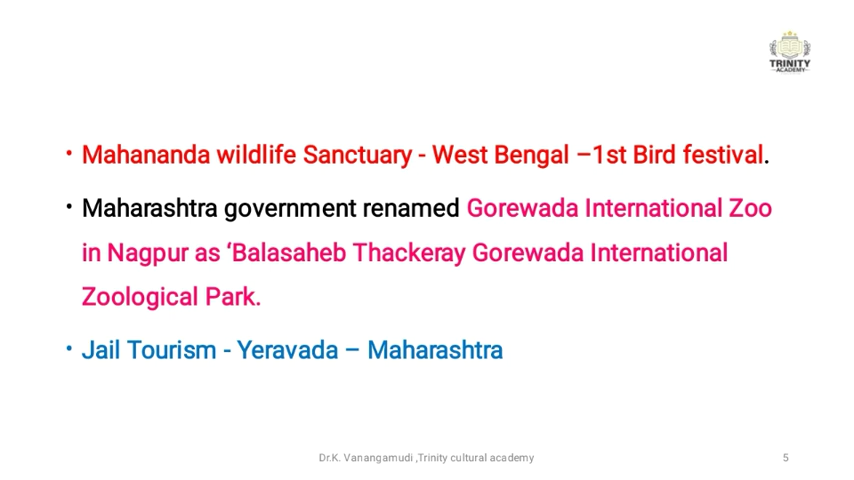 TRINITY
ACADEMY
• Mahananda wildlife Sanctuary - West Bengal –1st Bird festival.
• Maharashtra government renamed Gorewada International Zoo
in Nagpur as ‘Balasaheb Thackeray Gorewada International
Zoological Park.
• Jail Tourism - Yeravada – Maharashtra
Dr.K. Vanangamudi ,Trinity cultural academy 5